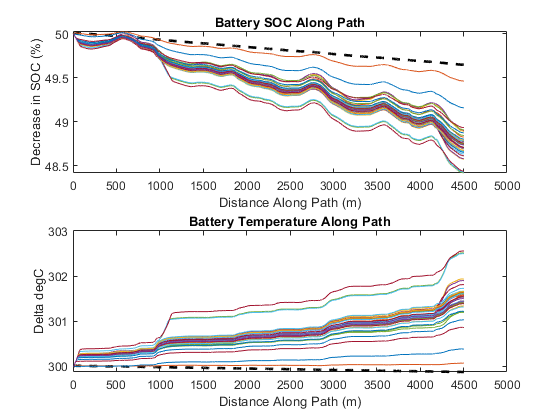 Battery SOC Along Path
Decrease in SOC (%)
50
49.5
49
48.5
0 500 1000 1500 2000 2500 3000 3500 4000 4500 5000
Distance Along Path (m)
Battery Temperature Along Path
Delta degC
303
302
301
300
0 500 1000 1500 2000 2500 3000 3500 4000 4500 5000
Distance Along Path (m)